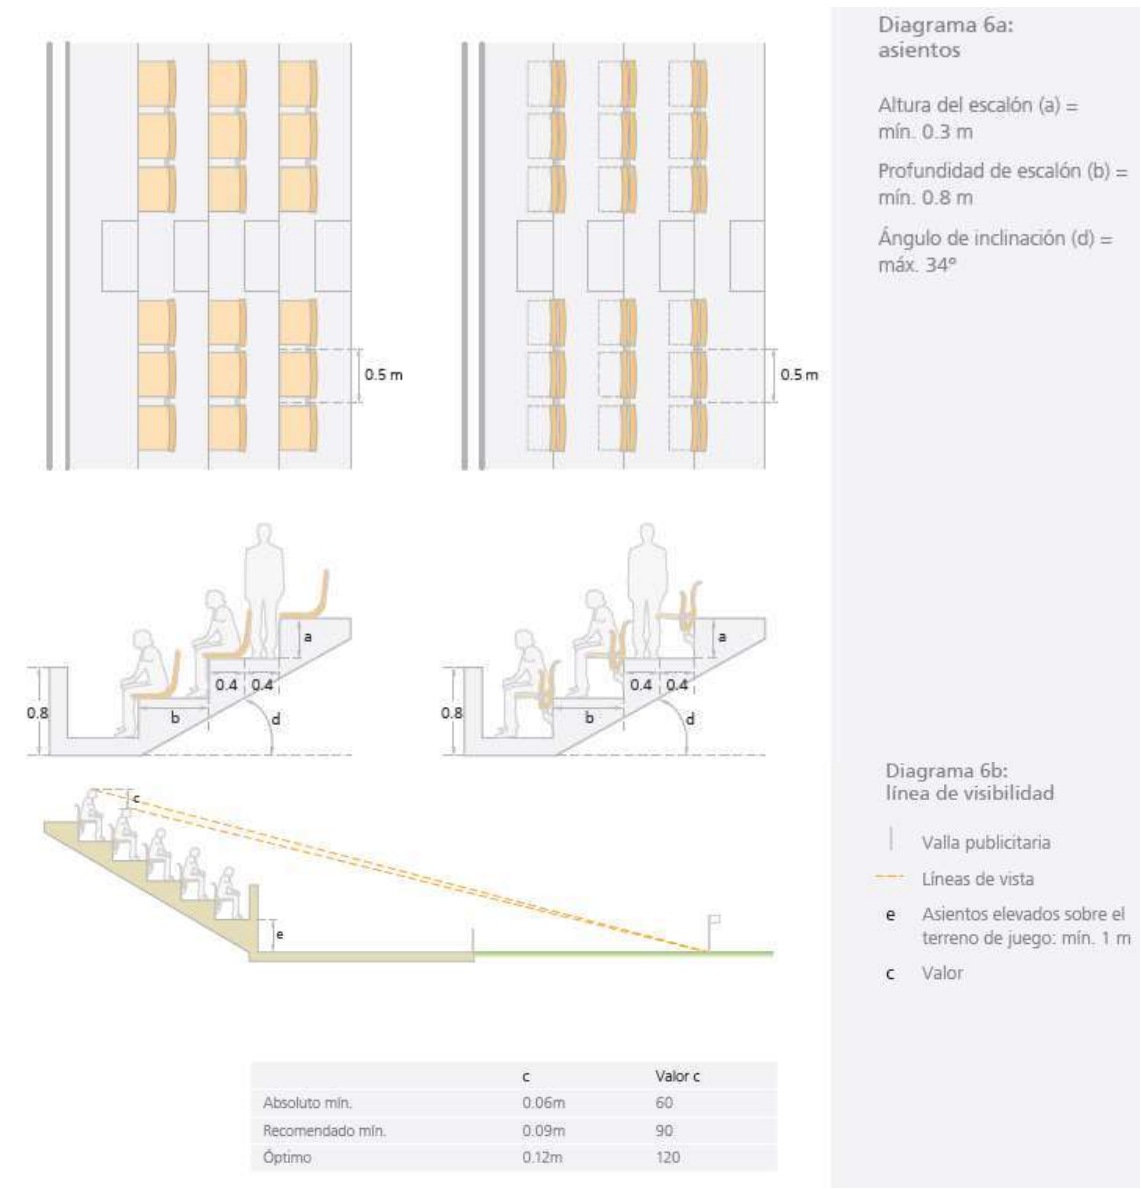 Diagrama 6a:
asientos
Altura del escalón (a) =
mín. 0.3 m
Profundidad de escalón (b) =
mín. 0.8 m
Ángulo de inclinación (d) =
máx. 34º
0.5 m
0.5 m
a
0.4 0.4
0.8
b
d
a
0.4 0.4
0.8
b
d
c
e
Diagrama 6b:
línea de visibilidad
Valla publicitaria
Líneas de vista
e Asientos elevados sobre el
terreno de juego: mín. 1 m
c Valor
c Valor c
Absoluto mín. 0.06m 60
Recomendado mín. 0.09m 90
Óptimo 0.12m 120